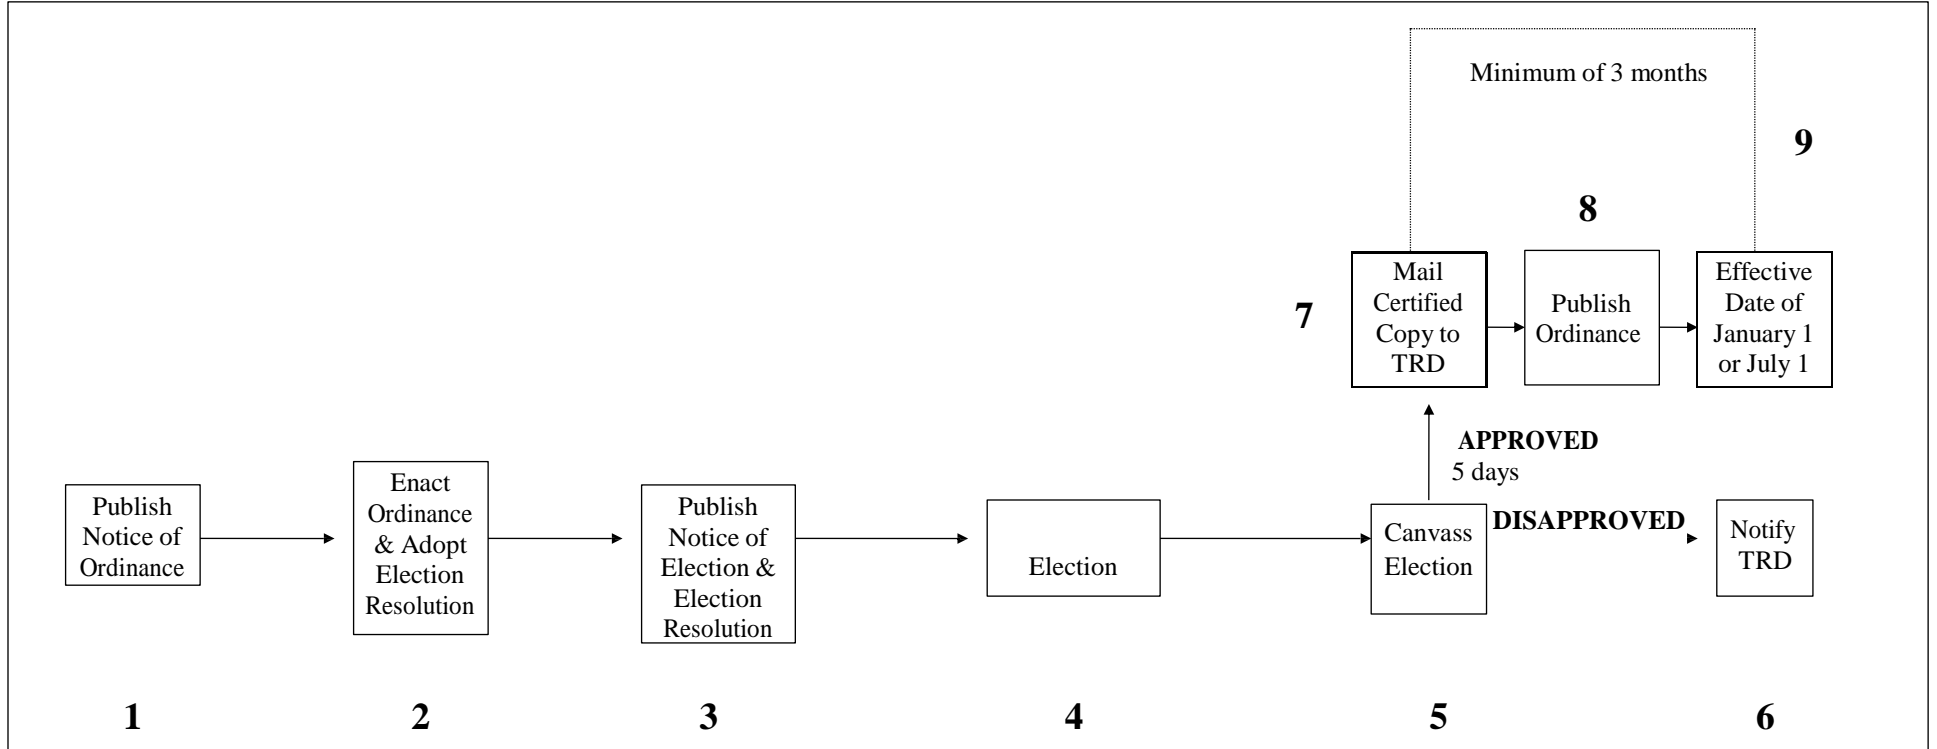 Minimum of 3 months
9
8
7
Mail
Certified
Copy to
TRD
Publish
Ordinance
Effective
Date of
January 1
or July 1
APPROVED
5 days
Publish
Notice of
Ordinance
Enact
Ordinance
& Adopt
Election
Resolution
Publish
Notice of
Election &
Election
Resolution
Election
Canvass
Election
DISAPPROVED
Notify
TRD
1
2
3
4
5
6